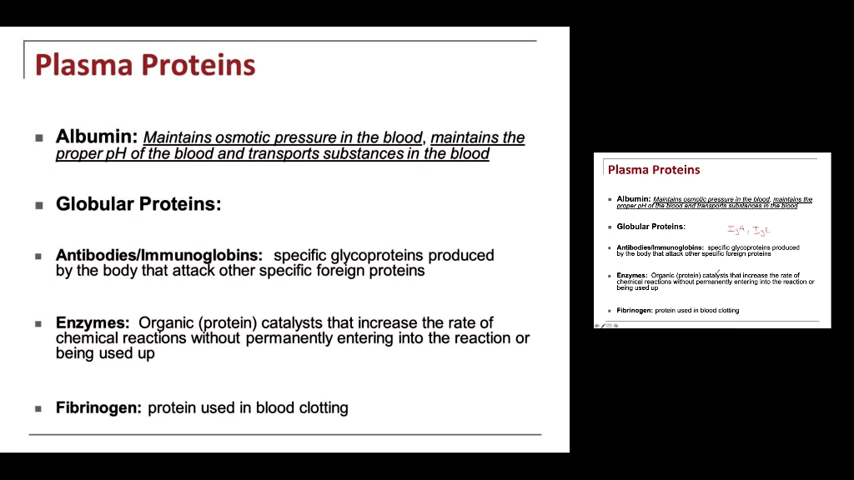 Plasma Proteins
Albumin: Maintains osmotic pressure in the blood, maintains the
proper pH of the blood and transports substances in the blood
Globular Proteins:
Antibodies/Immunoglobins: specific glycoproteins produced
by the body that attack other specific foreign proteins
Enzymes: Organic (protein) catalysts that increase the rate of
chemical reactions without permanently entering into the reaction or
being used up
Fibrinogen: protein used in blood clotting
Plasma Proteins
Albumin: Maintains osmotic pressure in the blood, maintains the
proper pH of the blood and transports substances in the blood
Globular Proteins:
IgA, IgE
Antibodies/Immunoglobins: specific glycoproteins produced
by the body that attack other specific foreign proteins
Enzymes: Organic (protein) catalysts that increase the rate of
chemical reactions without permanently entering into the reaction or
being used up
Fibrinogen: protein used in blood clotting